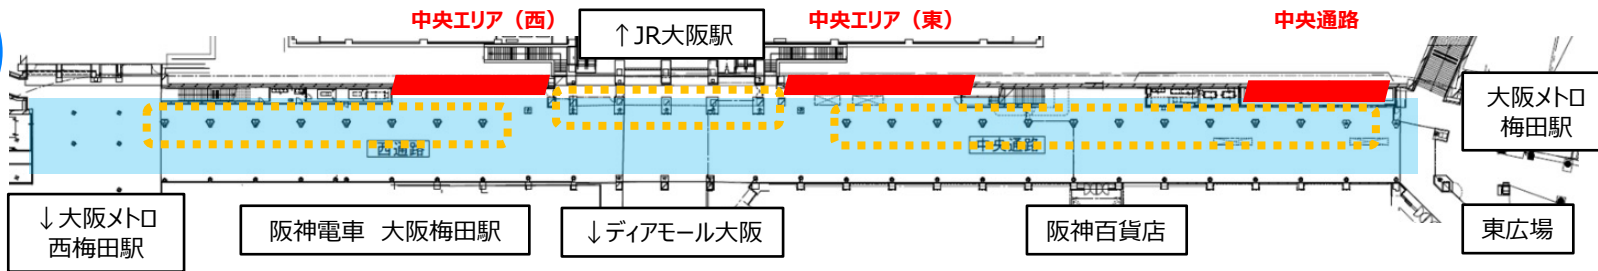 中央エリア（西）
中央エリア（東）
中央通路
↑JR大阪駅
大阪メトロ
梅田駅
西通路
中央通路
↓大阪メトロ
西梅田駅
阪神電車　大阪梅田駅
↓ディアモール大阪
阪神百貨店
東広場